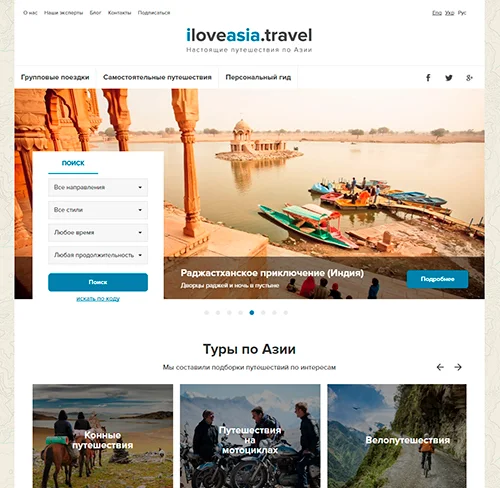 О нас Наши эксперты Блог Контакты Подписаться
Eng Укр Рус
iloveasia.travel
Настоящие путешествия по Азии
Групповые поездки Самостоятельные путешествия Персональный гид
ПОИСК
Все направления
Все стили
Любое время
Любая продолжительность
Поиск
искать по коду
Раджастханское приключение (Индия)
Дворцы раджей и ночь в пустыне
Подробнее
Туры по Азии
Мы составили подборки путешествий по интересам
Конные
путешествия
Путешествия
на
мотоциклах
Велопутешествия